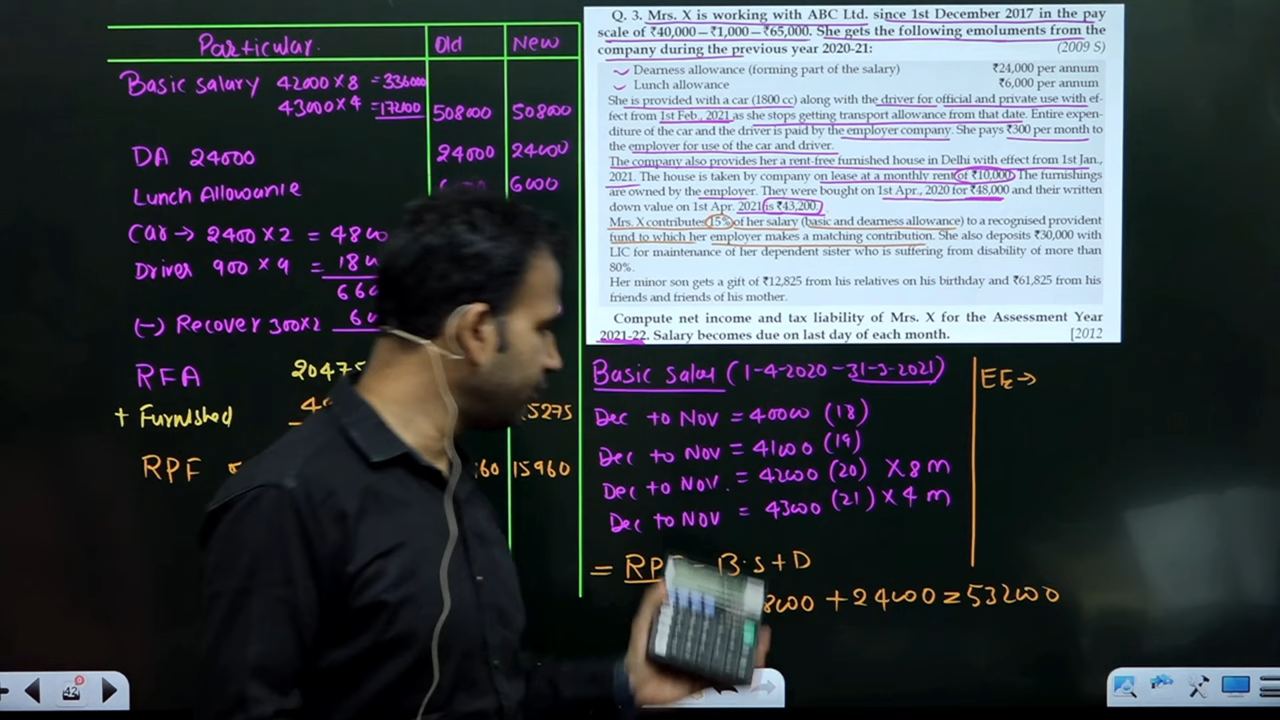 Particular. Old New
Basic salary 42000 X 8 = 336000
43000 X 4 = 172000 508000 508000
DA 24000 24000 24000
Lunch Allowance 6000
Car → 2400 X 2 = 4800
Driver 900 X
(-) Recover 300X2
RFA
+ Furnished 5275
RPF 60 15960
Q. 3. Mrs. X is working with ABC Ltd. since 1st December 2017 in the pay
scale of ₹40,000–₹1,000–₹65,000. She gets the following emoluments from the
company during the previous year 2020-21: (2009 S)
Dearness allowance (forming part of the salary) ₹24,000 per annum
Lunch allowance ₹6,000 per annum
She is provided with a car (1800 cc) along with the driver for official and private use with ef-
fect from 1st Feb., 2021 as she stops getting transport allowance from that date. Entire expen-
diture of the car and the driver is paid by the employer company. She pays ₹300 per month to
the employer for use of the car and driver.
The company also provides her a rent-free furnished house in Delhi with effect from 1st Jan.,
2021. The house is taken by company on lease at a monthly rent of ₹10,000. The furnishings
are owned by the employer. They were bought on 1st Apr., 2020 for ₹48,000 and their written
down value on 1st Apr. 2021 is ₹43,200.
Mrs. X contributes 15% of her salary (basic and dearness allowance) to a recognised provident
fund to which her employer makes a matching contribution. She also deposits ₹30,000 with
LIC for maintenance of her dependent sister who is suffering from disability of more than
80%.
Her minor son gets a gift of ₹12,825 from his relatives on his birthday and ₹61,825 from his
friends and friends of his mother.
Compute net income and tax liability of Mrs. X for the Assessment Year
2021-22. Salary becomes due on last day of each month. [2012
Basic Salary (1-4-2020 - 31-3-2021)
Dec to Nov = 40000 (18)
Dec to Nov = 41000 (19)
Dec to Nov. = 42000 (20) X 8 m
Dec to Nov = 43000 (21) X 4 m
EE →
= B.S + D
8000 + 24000 = 532000
42